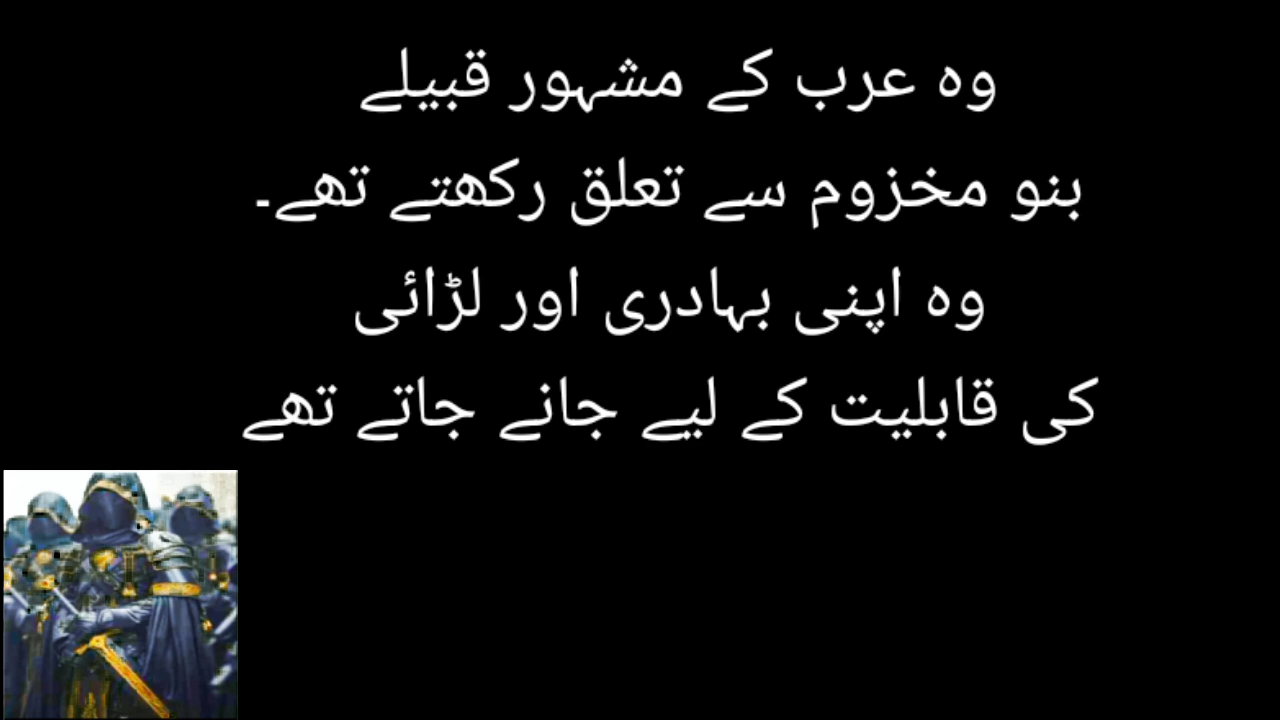 وہ عرب کے مشہور قبیلے
بنو مخزوم سے تعلق رکھتے تھے۔
وہ اپنی بہادری اور لڑائی
کی قابلیت کے لیے جانے جاتے تھے